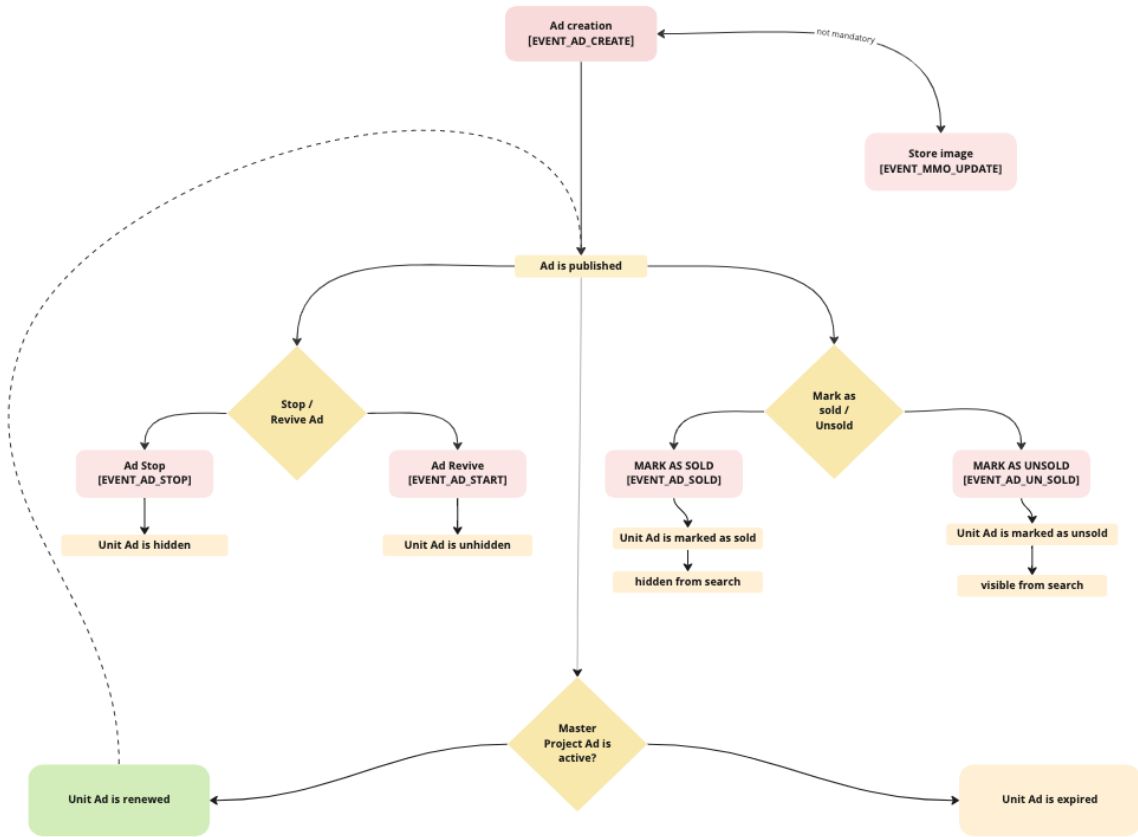 Ad creation
[EVENT_AD_CREATE]
not mandatory
Store image
[EVENT_MMO_UPDATE]
Ad is published
Stop /
Revive Ad
Mark as
sold /
Unsold
Ad Stop
[EVENT_AD_STOP]
Ad Revive
[EVENT_AD_START]
MARK AS SOLD
[EVENT_AD_SOLD]
MARK AS UNSOLD
[EVENT_AD_UN_SOLD]
Unit Ad is hidden
Unit Ad is unhidden
Unit Ad is marked as sold
Unit Ad is marked as unsold
hidden from search
visible from search
Master
Project Ad is
active?
Unit Ad is renewed
Unit Ad is expired